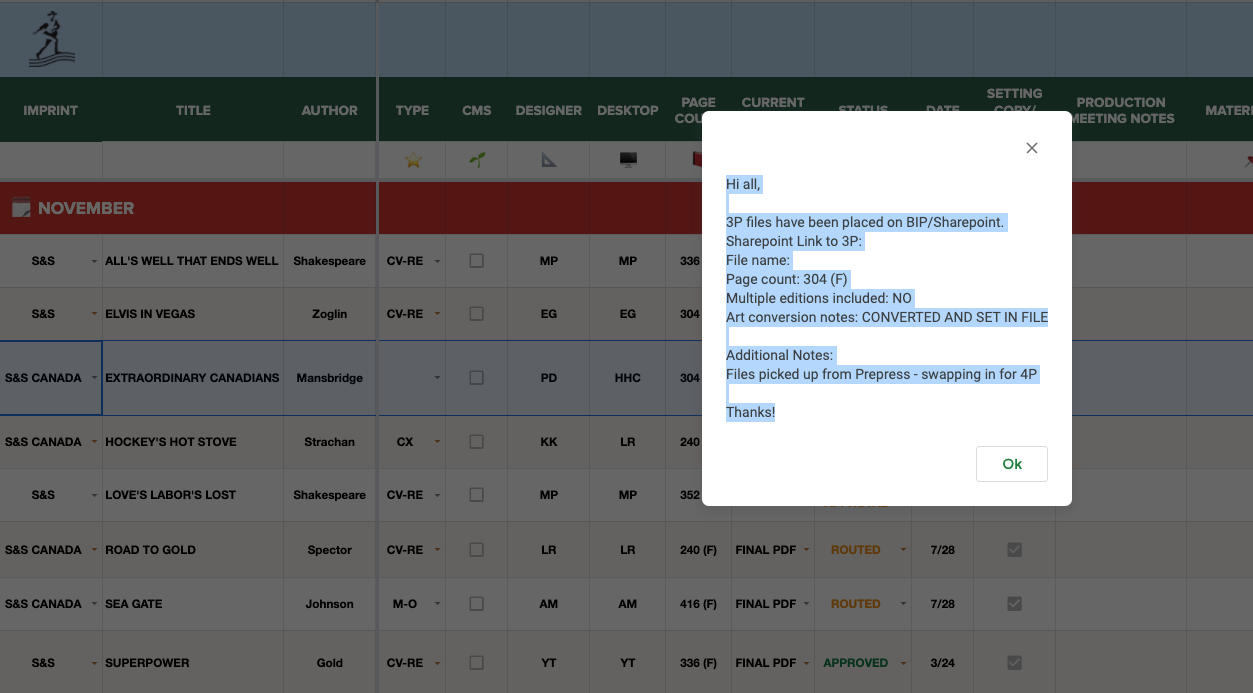 IMPRINT
TITLE
AUTHOR
TYPE
CMS
DESIGNER
DESKTOP
PAGE
CURRENT
STATUS
DATE
SETTING
COPY/
PRODUCTION
MEETING NOTES
NOVEMBER
S&S ALL'S WELL THAT ENDS WELL Shakespeare CV-RE MP MP 336
S&S ELVIS IN VEGAS Zoglin CV-RE EG EG 304
S&S CANADA EXTRAORDINARY CANADIANS Mansbridge PD HHC 304
S&S CANADA HOCKEY'S HOT STOVE Strachan CX KK LR 240
S&S LOVE'S LABOR'S LOST Shakespeare CV-RE MP MP 352
S&S CANADA ROAD TO GOLD Spector CV-RE LR LR 240 (F) FINAL PDF ROUTED 7/28
S&S CANADA SEA GATE Johnson M-O AM AM 416 (F) FINAL PDF ROUTED 7/28
S&S SUPERPOWER Gold CV-RE YT YT 336 (F) FINAL PDF APPROVED 3/24
Hi all,
3P files have been placed on BIP/Sharepoint.
Sharepoint Link to 3P:
File name:
Page count: 304 (F)
Multiple editions included: NO
Art conversion notes: CONVERTED AND SET IN FILE
Additional Notes:
Files picked up from Prepress - swapping in for 4P
Thanks!
Ok